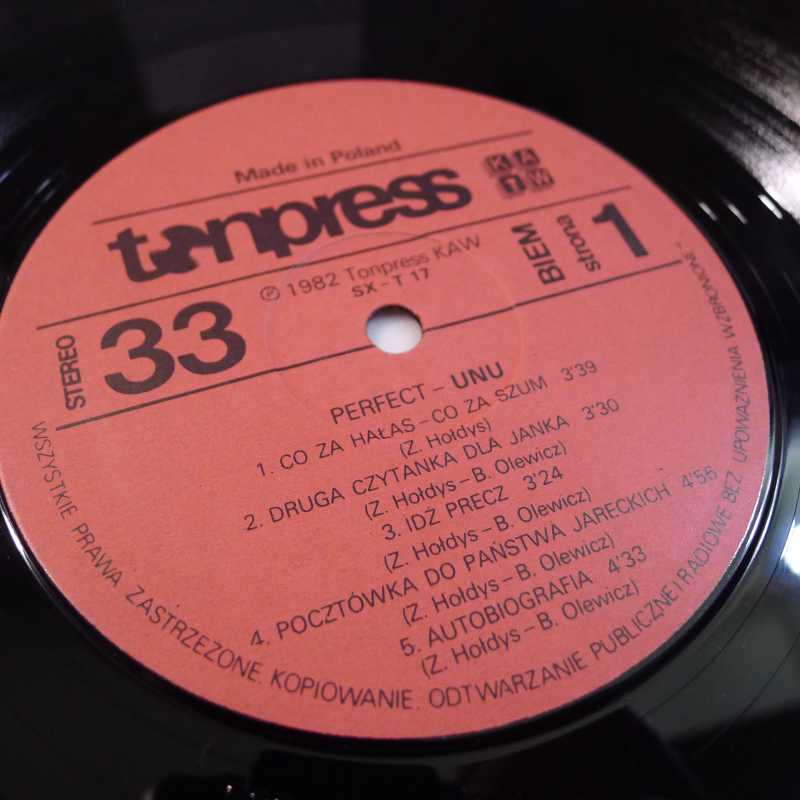 Made in Poland
tonpress
KA
TW
STEREO
33
℗ 1982 Tonpress KAW
SX-T 17
BIEM
strona
1
PERFECT – UNU
1. CO ZA HAŁAS – CO ZA SZUM 3'39
(Z. Hołdys)
2. DRUGA CZYTANKA DLA JANKA 3'30
(Z. Hołdys – B. Olewicz)
3. IDŹ PRECZ 3'24
(Z. Hołdys – B. Olewicz)
4. POCZTÓWKA DO PAŃSTWA JARECKICH 4'56
(Z. Hołdys – B. Olewicz)
5. AUTOBIOGRAFIA 4'33
(Z. Hołdys – B. Olewicz)
WSZYSTKIE PRAWA ZASTRZEŻONE. KOPIOWANIE, ODTWARZANIE PUBLICZNE I RADIOWE BEZ UPOWAŻNIENIA WZBRONIONE